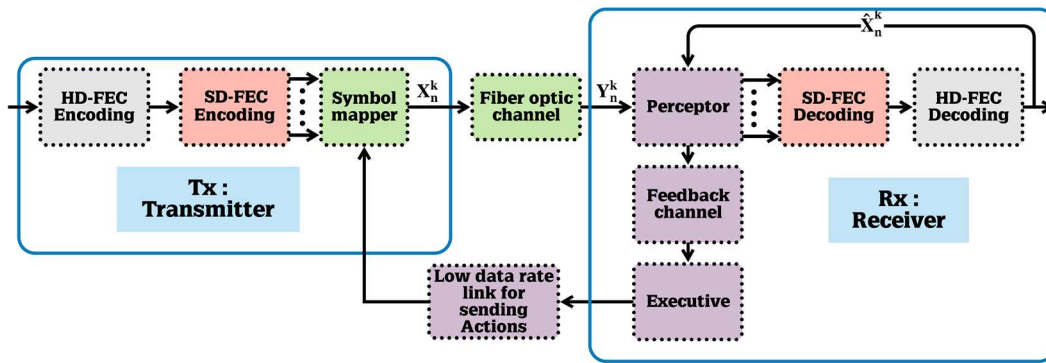 X̂ₙᵏ
HD-FEC
Encoding
SD-FEC
Encoding
Symbol
mapper
Xₙᵏ
Fiber optic
channel
Yₙᵏ
Perceptor
SD-FEC
Decoding
HD-FEC
Decoding
Tx :
Transmitter
Feedback
channel
Rx :
Receiver
Low data rate
link for
sending
Actions
Executive